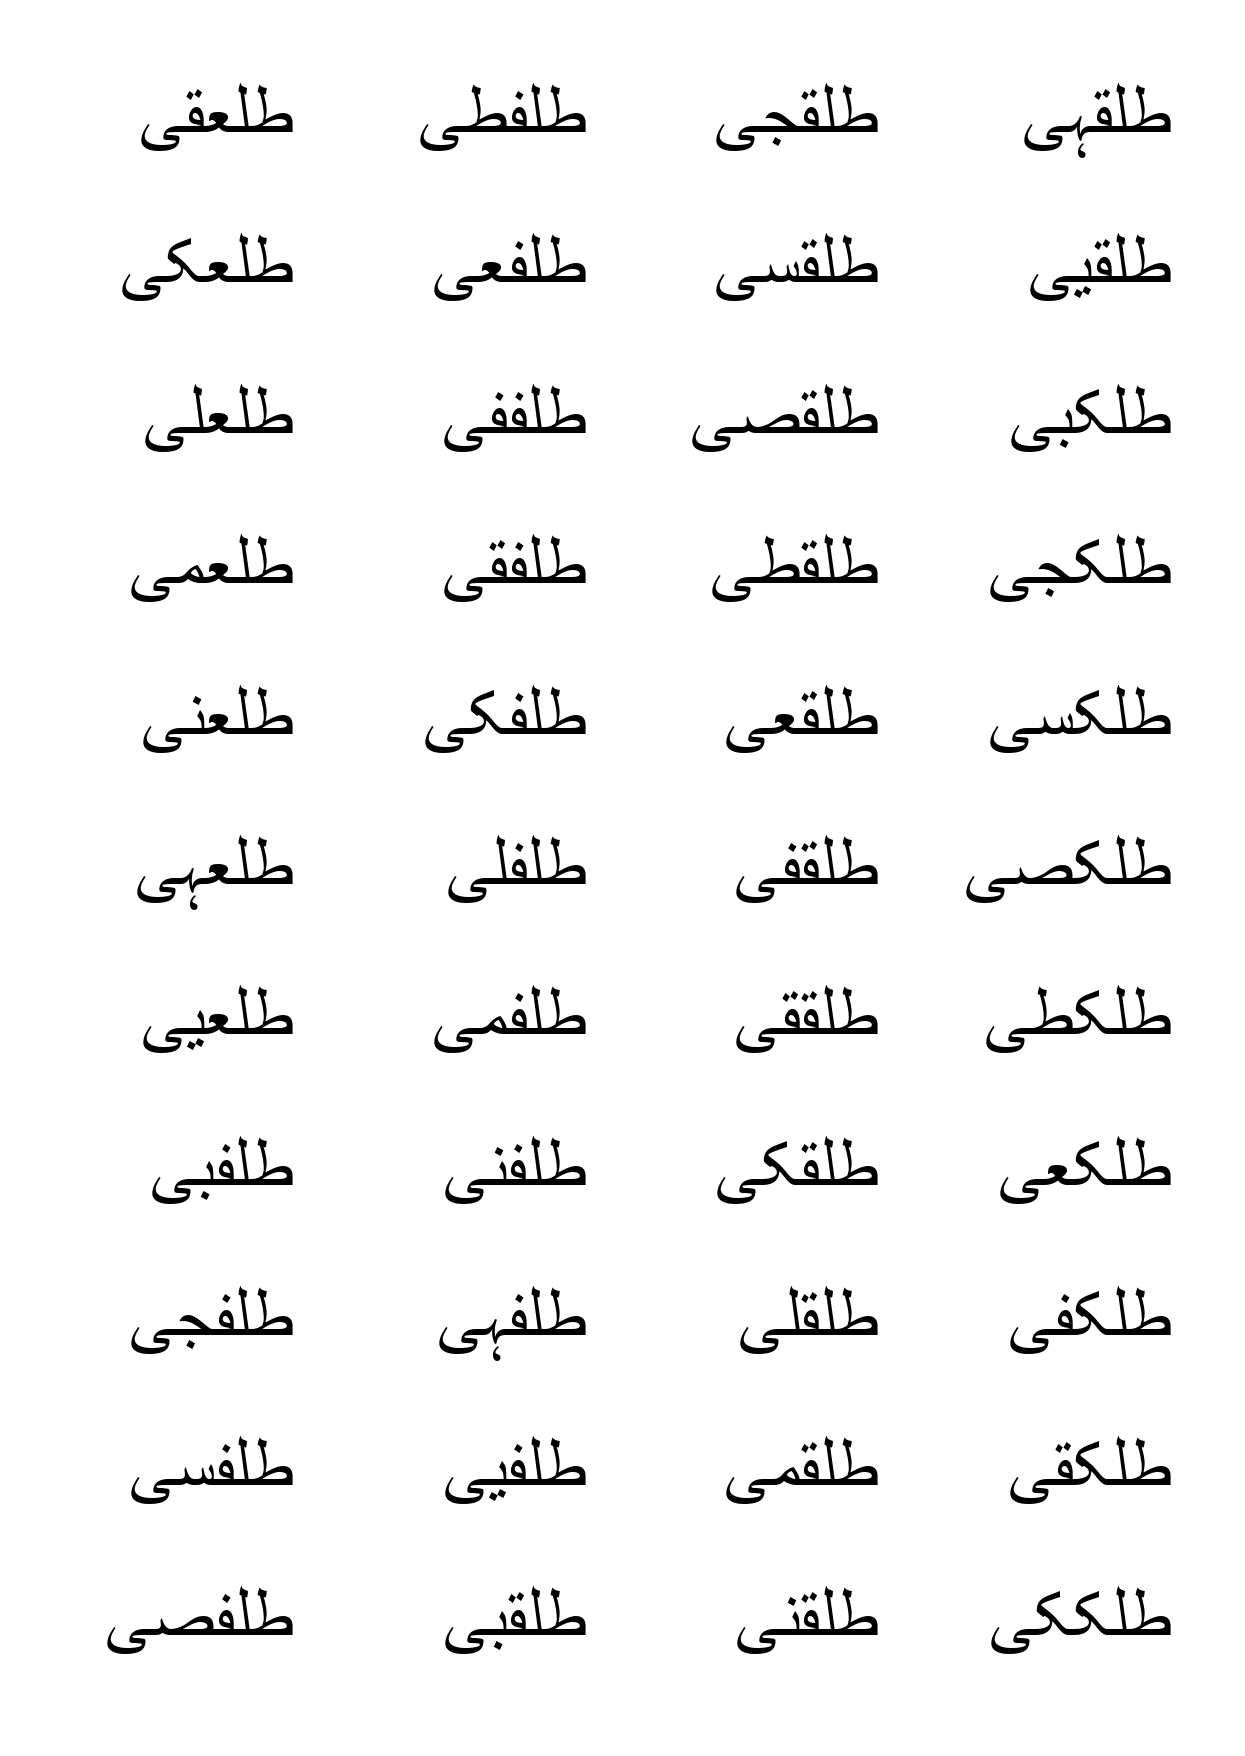 طلقہی طلقجی طلفطی طلعقی
طلقیی طلقسی طلفعی طلعکی
طلکبی طلقصی طلففی طلعلی
طلکجی طلقطی طلفقی طلعمی
طلکسی طلقعی طلفکی طلعنی
طلکصی طلقفی طلفلی طلعہی
طلکطی طلققی طلفمی طلعیی
طلکعی طلقکی طلفنی طلفبی
طلکفی طلقلی طلفہی طلفجی
طلکقی طلقمی طلفیی طلفسی
طلککی طلقنی طلقبی طلفصی